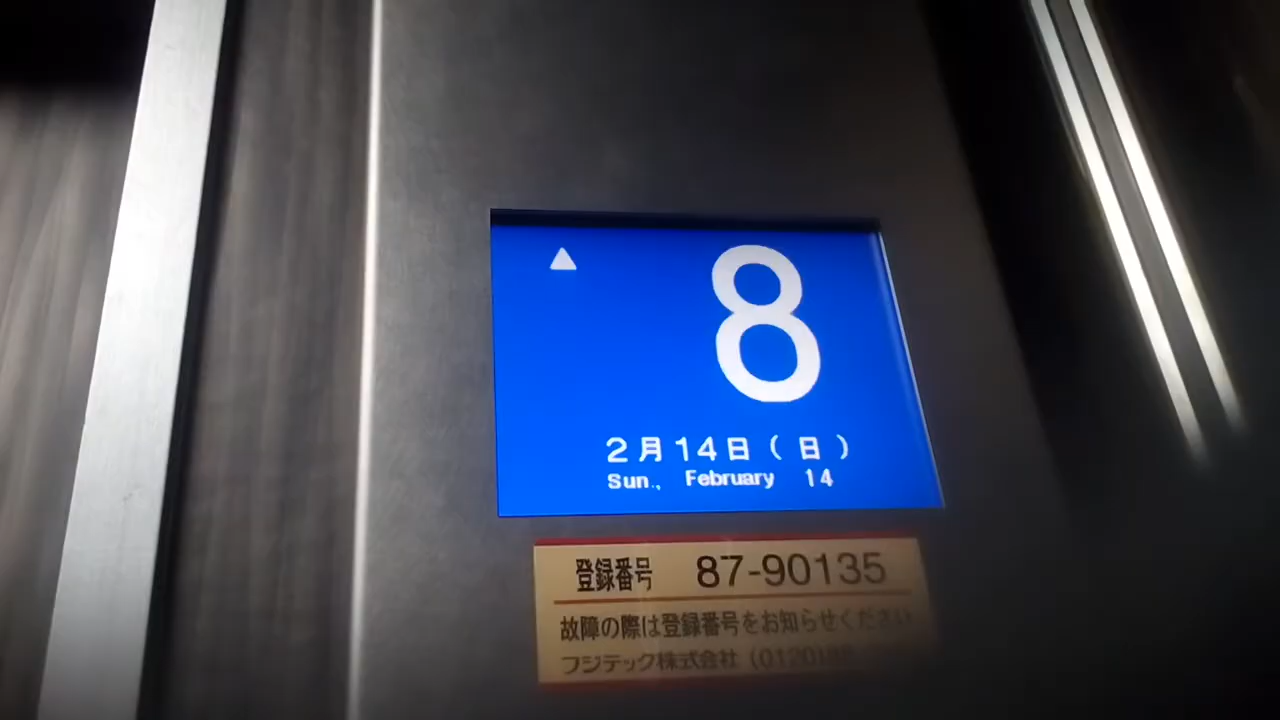 8
2月14日(日)
Sun., February 14
登録番号 87-90135
故障の際は登録番号をお知らせください
フジテック株式会社 (0120)